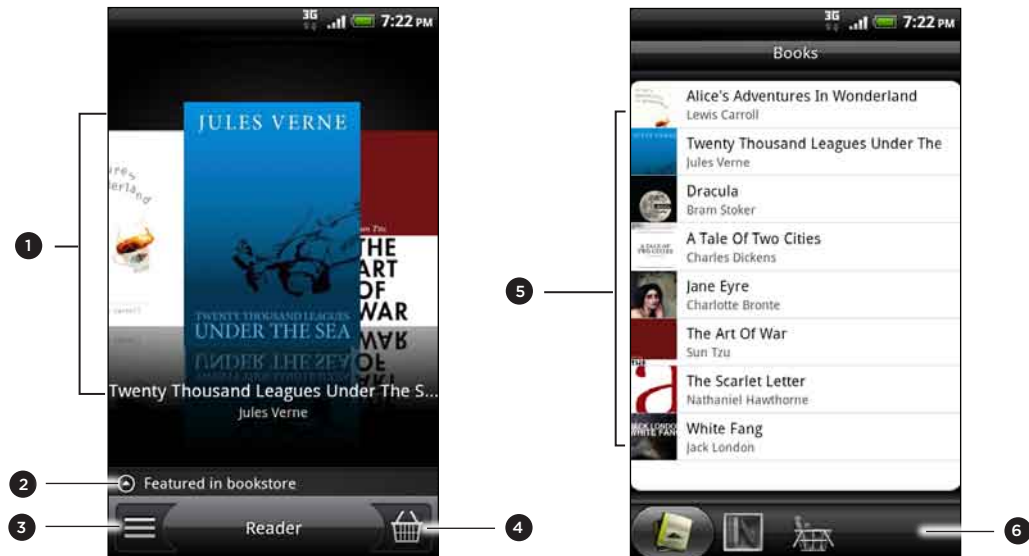 3G 7:22 PM
JULES VERNE
TWENTY THOUSAND LEAGUES
UNDER THE SEA
THE
ART
OF
WAR
Twenty Thousand Leagues Under The S...
Jules Verne
Featured in bookstore
Reader
1
2
3
4
3G 7:22 PM
Books
Alice's Adventures In Wonderland
Lewis Carroll
Twenty Thousand Leagues Under The
Jules Verne
Dracula
Bram Stoker
A Tale Of Two Cities
Charles Dickens
Jane Eyre
Charlotte Bronte
The Art Of War
Sun Tzu
The Scarlet Letter
Nathaniel Hawthorne
White Fang
Jack London
5
6